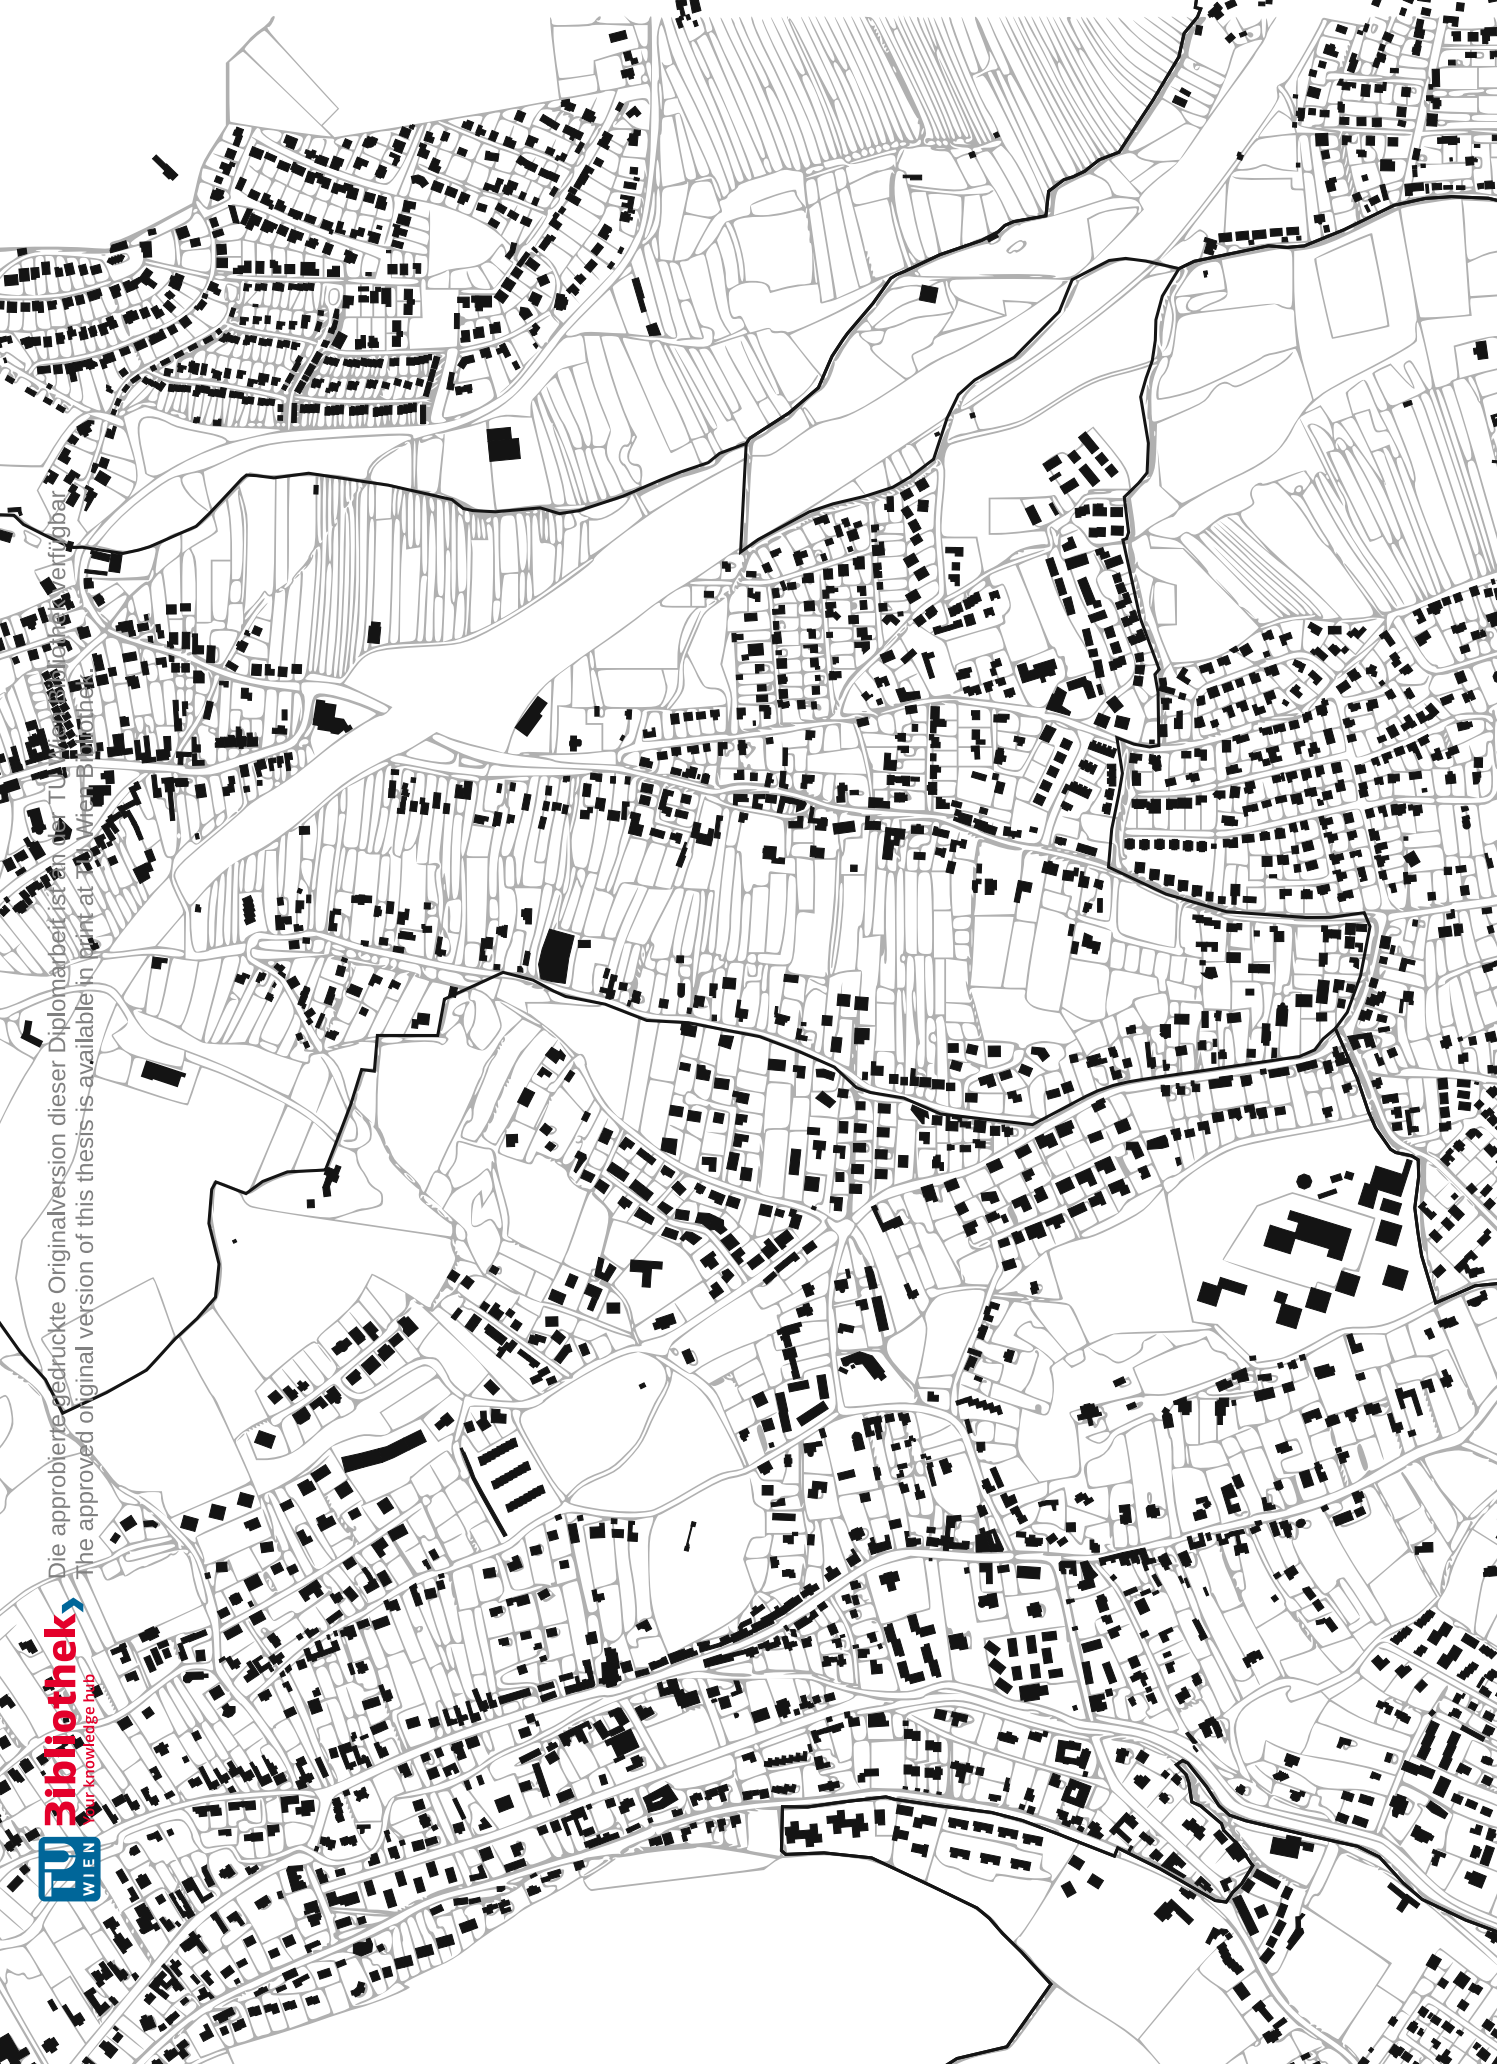 Die approbierte gedruckte Originalversion dieser Diplomarbeit ist an der TU Wien Bibliothek verfügbar
The approved original version of this thesis is available in print at TU Wien Bibliothek.
TU
WIEN
Bibliothek
Your knowledge hub